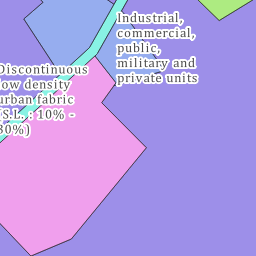 Industrial,
commercial,
public,
military and
private units
Discontinuous
low density
urban fabric
(S.L. : 10% -
30%)